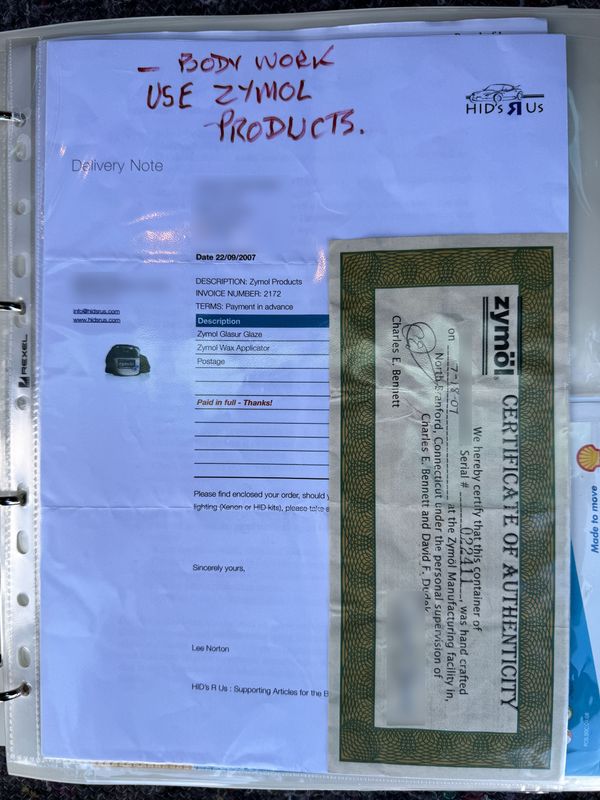 - BODY WORK
USE ZYMOL
PRODUCTS.
HID's R Us
Delivery Note
Date 22/09/2007
DESCRIPTION: Zymol Products
INVOICE NUMBER: 2172
TERMS: Payment in advance
info@hidsrus.com
www.hidsrus.com
Description
Zymol Glasur Glaze
Zymol Wax Applicator
Postage
Paid in full - Thanks!
Please find enclosed your order, should y
lighting (Xenon or HID kits), please take a
Sincerely yours,
Lee Norton
HID's R Us : Supporting Articles for the B
zymöl
CERTIFICATE OF AUTHENTICITY
We hereby certify that this container of
Serial # 022411, was hand crafted
on 7-18-07 at the Zymöl Manufacturing facility in,
North Branford, Connecticut under the personal supervision of
Charles E. Bennett and David F. Dudek
Charles E. Bennett
REXEL
Made to move